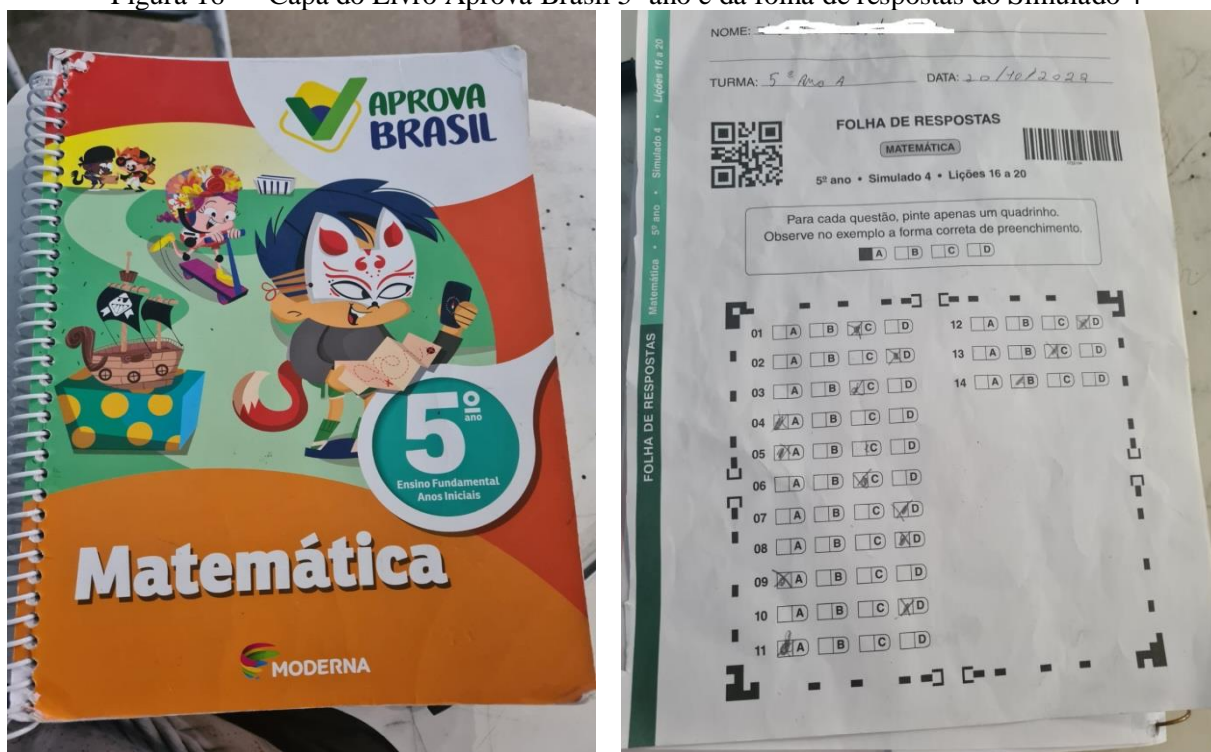 Figura 18 — Capa do Livro Aprova Brasil 5º ano e da folha de respostas do Simulado 4
APROVA
BRASIL
5º
ano
Ensino Fundamental
Anos Iniciais
Matemática
MODERNA
FOLHA DE RESPOSTAS Matemática • 5º ano • Simulado 4 • Lições 16 a 20
NOME:
TURMA: 5º Ano A DATA: 20/10/202
FOLHA DE RESPOSTAS
MATEMÁTICA
5º ano • Simulado 4 • Lições 16 a 20
Para cada questão, pinte apenas um quadrinho.
Observe no exemplo a forma correta de preenchimento.
A B C D
01 A B C D
02 A B C D
03 A B C D
04 A B C D
05 A B C D
06 A B C D
07 A B C D
08 A B C D
09 A B C D
10 A B C D
11 A B C D
12 A B C D
13 A B C D
14 A B C D